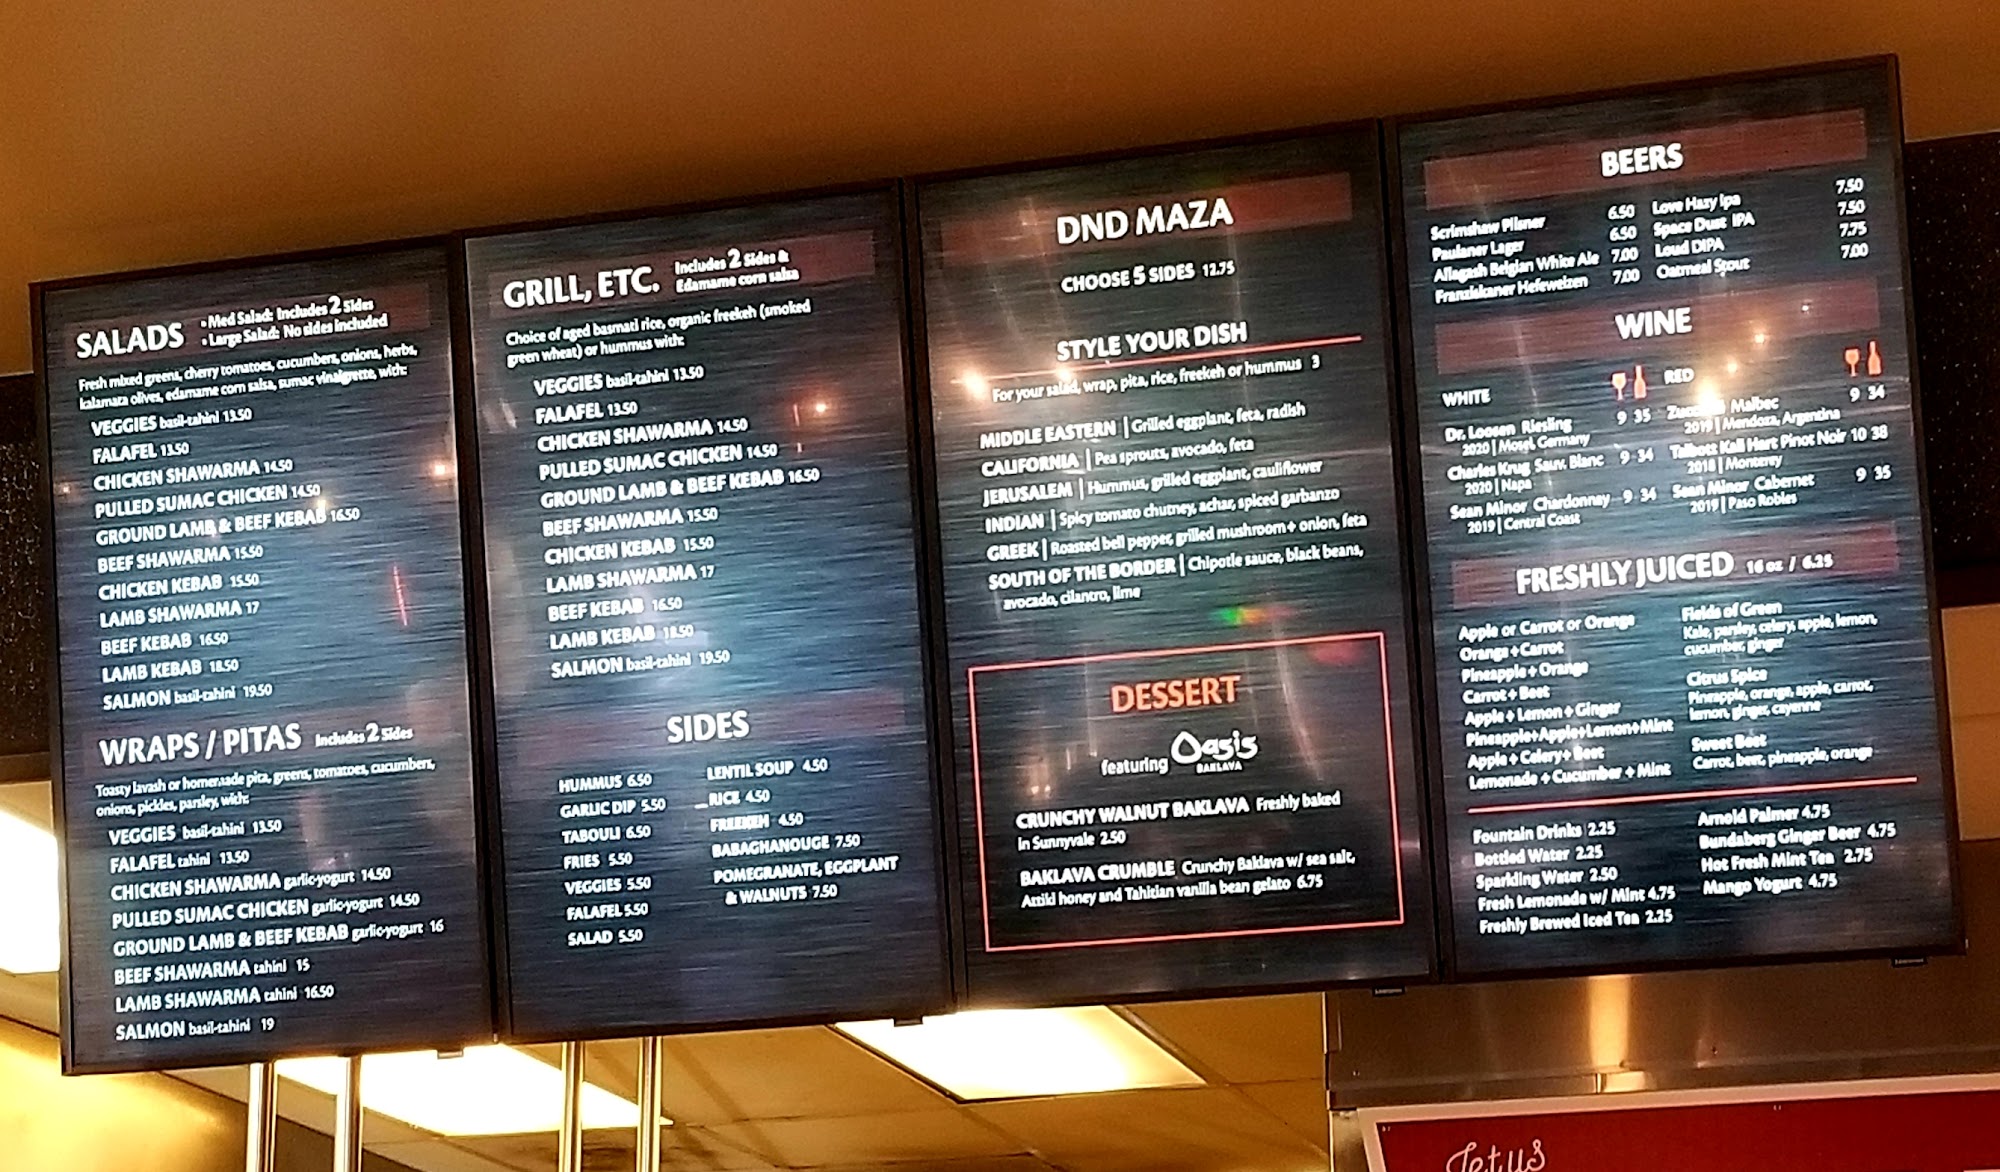 SALADS
• Med Salad: Includes 2 Sides
• Large Salad: No sides included
Fresh mixed greens, cherry tomatoes, cucumbers, onions, herbs,
kalamata olives, edamame corn salsa, sumac vinaigrette, with:
VEGGIES basil-tahini 13.50
FALAFEL 13.50
CHICKEN SHAWARMA 14.50
PULLED SUMAC CHICKEN 14.50
GROUND LAMB & BEEF KEBAB 16.50
BEEF SHAWARMA 15.50
CHICKEN KEBAB 15.50
LAMB SHAWARMA 17
BEEF KEBAB 16.50
LAMB KEBAB 18.50
SALMON basil-tahini 19.50
WRAPS / PITAS Includes 2 Sides
Toasty lavash or homemade pita, greens, tomatoes, cucumbers,
onions, pickles, parsley, with:
VEGGIES basil-tahini 13.50
FALAFEL tahini 13.50
CHICKEN SHAWARMA garlic-yogurt 14.50
PULLED SUMAC CHICKEN garlic-yogurt 14.50
GROUND LAMB & BEEF KEBAB garlic-yogurt 16
BEEF SHAWARMA tahini 15
LAMB SHAWARMA tahini 16.50
SALMON basil-tahini 19
GRILL, ETC. Includes 2 Sides &
Edamame corn salsa
Choice of aged basmati rice, organic freekeh (smoked
green wheat) or hummus with:
VEGGIES basil-tahini 13.50
FALAFEL 13.50
CHICKEN SHAWARMA 14.50
PULLED SUMAC CHICKEN 14.50
GROUND LAMB & BEEF KEBAB 16.50
BEEF SHAWARMA 15.50
CHICKEN KEBAB 15.50
LAMB SHAWARMA 17
BEEF KEBAB 16.50
LAMB KEBAB 18.50
SALMON basil-tahini 19.50
SIDES
HUMMUS 6.50
GARLIC DIP 5.50
TABOULI 6.50
FRIES 5.50
VEGGIES 5.50
FALAFEL 5.50
SALAD 5.50
LENTIL SOUP 4.50
RICE 4.50
FREEKEH 4.50
BABAGHANOUGE 7.50
POMEGRANATE, EGGPLANT
& WALNUTS 7.50
DND MAZA
CHOOSE 5 SIDES 12.75
STYLE YOUR DISH
For your salad, wrap, pita, rice, freekeh or hummus 3
MIDDLE EASTERN | Grilled eggplant, feta, radish
CALIFORNIA | Pea sprouts, avocado, feta
JERUSALEM | Hummus, grilled eggplant, cauliflower
INDIAN | Spicy tomato chutney, achar, spiced garbanzo
GREEK | Roasted bell pepper, grilled mushroom + onion, feta
SOUTH OF THE BORDER | Chipotle sauce, black beans,
avocado, cilantro, lime
DESSERT
featuring Oasis
BAKLAVA
CRUNCHY WALNUT BAKLAVA Freshly baked
in Sunnyvale 2.50
BAKLAVA CRUMBLE Crunchy Baklava w/ sea salt,
Attiki honey and Tahitian vanilla bean gelato 6.75
BEERS
Scrimshaw Pilsner 6.50
Paulaner Lager 6.50
Allagash Belgian White Ale 7.00
Franziskaner Hefeweizen 7.00
Love Hazy Ipa 7.50
Space Dust IPA 7.50
Loud DIPA 7.75
Oatmeal Stout 7.00
WINE
WHITE
Dr. Loosen Riesling 9 35
2020 | Mosel, Germany
Charles Krug Sauv. Blanc 9 34
2020 | Napa
Sean Minor Chardonnay 9 34
2019 | Central Coast
RED
Malbec 9 34
2019 | Mendoza, Argentina
Talbott Kali Hart Pinot Noir 10 38
2018 | Monterey
Sean Minor Cabernet 9 35
2019 | Paso Robles
FRESHLY JUICED 16 oz / 6.25
Apple or Carrot or Orange
Orange + Carrot
Pineapple + Orange
Carrot + Beet
Apple + Lemon + Ginger
Pineapple+Apple+Lemon+Mint
Apple + Celery+ Beet
Lemonade + Cucumber + Mint
Fields of Green
Kale, parsley, celery, apple, lemon,
cucumber, ginger
Citrus Spice
Pineapple, orange, apple, carrot,
lemon, ginger, cayenne
Sweet Beet
Carrot, beet, pineapple, orange
Fountain Drinks 2.25
Bottled Water 2.25
Sparkling Water 2.50
Fresh Lemonade w/ Mint 4.75
Freshly Brewed Iced Tea 2.25
Arnold Palmer 4.75
Bundaberg Ginger Beer 4.75
Hot Fresh Mint Tea 2.75
Mango Yogurt 4.75
Let us